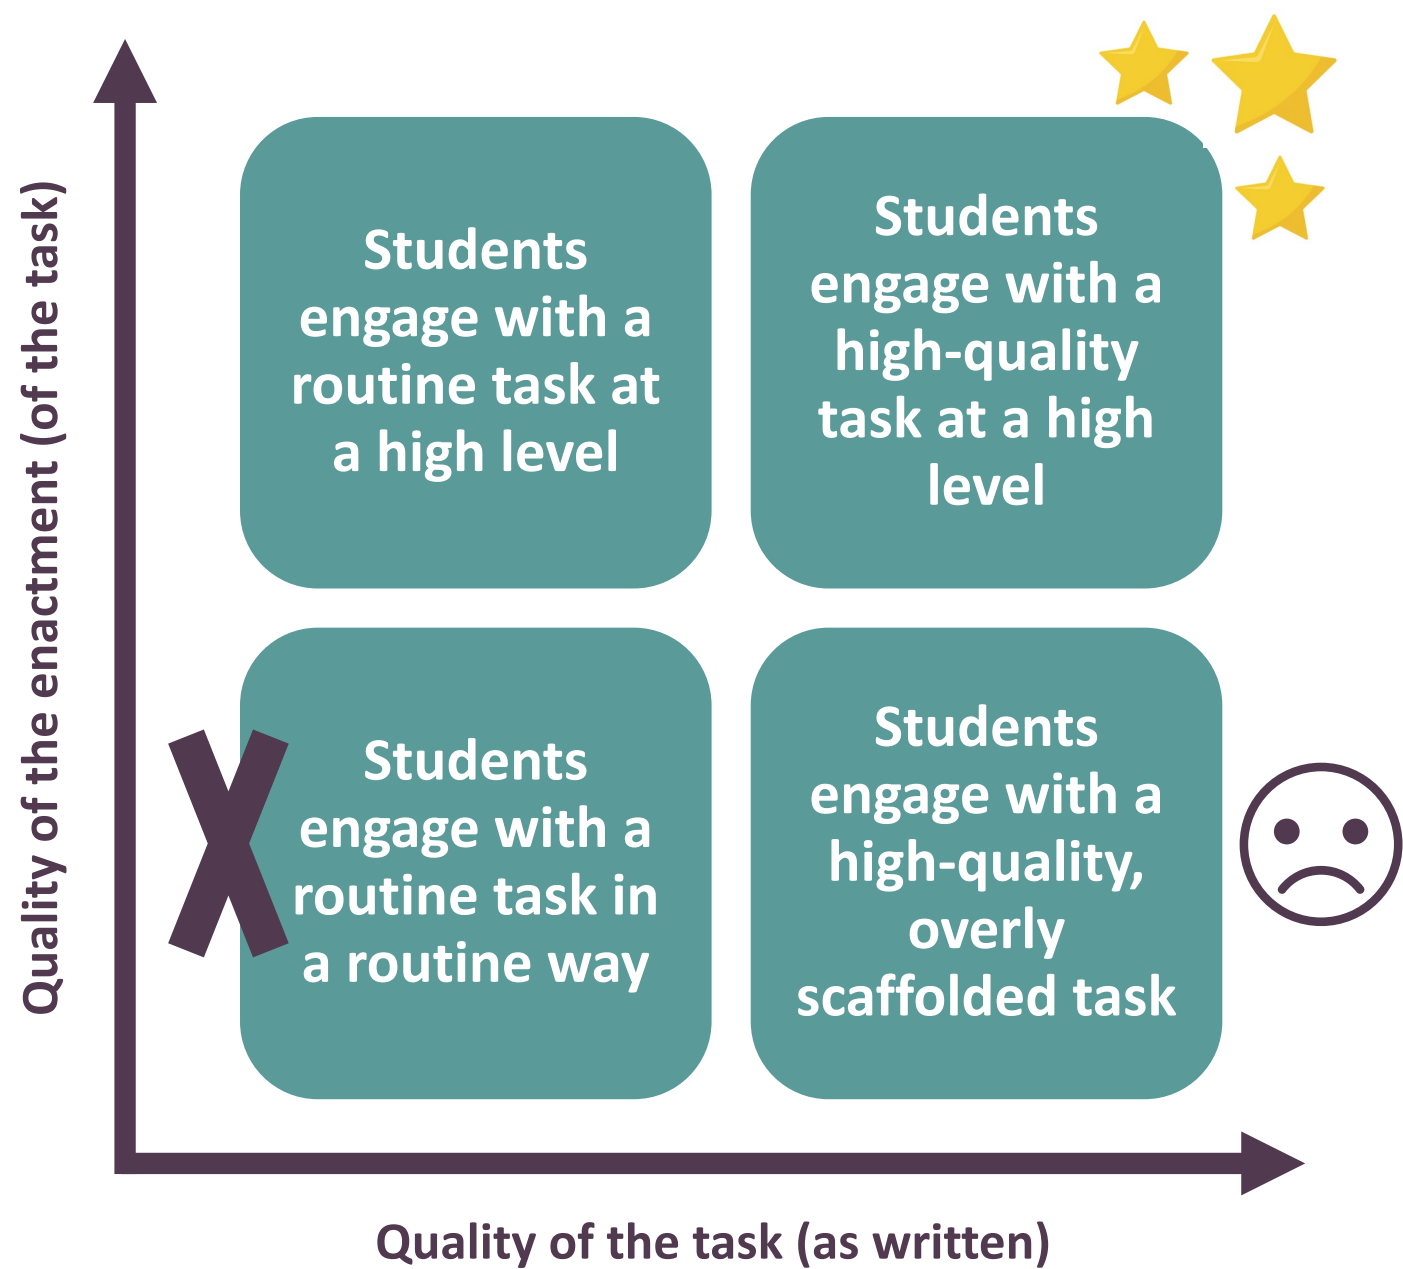 Quality of the enactment (of the task)
Students
engage with a
routine task at
a high level
Students
engage with a
high-quality
task at a high
level
Students
engage with a
routine task in
a routine way
Students
engage with a
high-quality,
overly
scaffolded task
Quality of the task (as written)